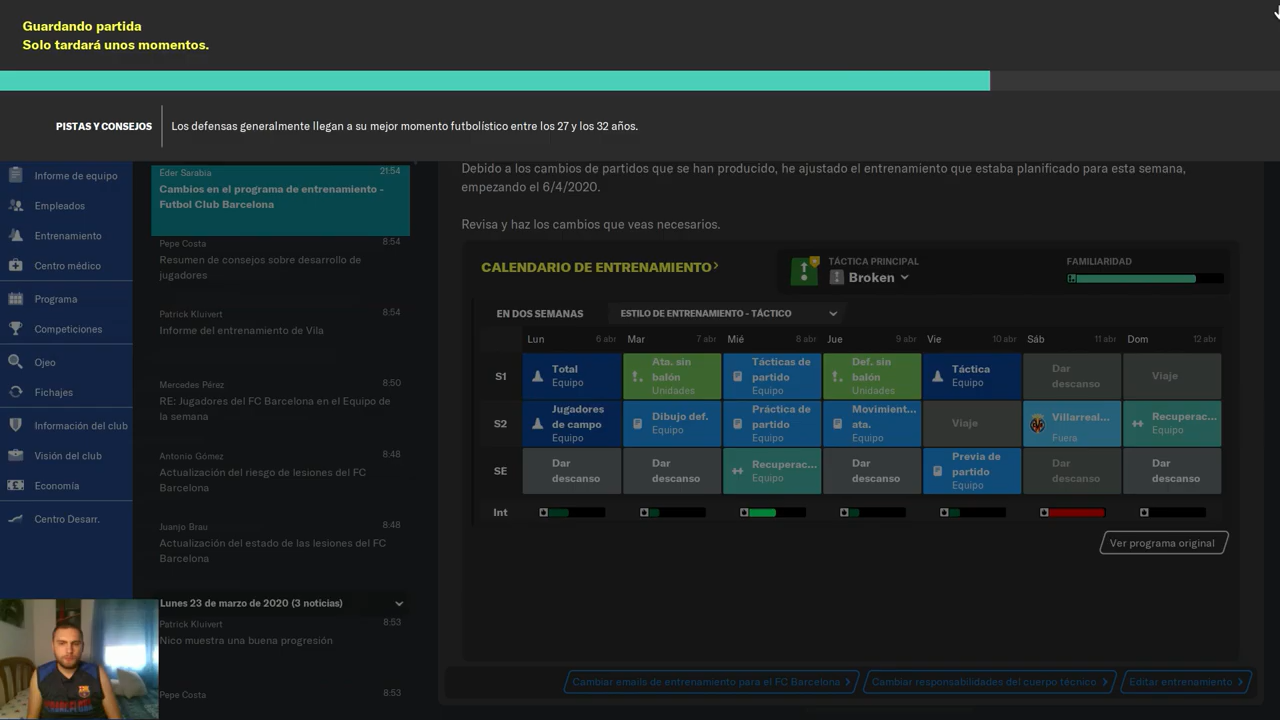 Guardando partida
Solo tardará unos momentos.
PISTAS Y CONSEJOS
Los defensas generalmente llegan a su mejor momento futbolístico entre los 27 y los 32 años.
Informe de equipo
Empleados
Entrenamiento
Centro médico
Programa
Competiciones
Ojeo
Fichajes
Información del club
Visión del club
Economía
Centro Desarr.
Eder Sarabia
21:54
Cambios en el programa de entrenamiento -
Futbol Club Barcelona
Pepe Costa
8:54
Resumen de consejos sobre desarrollo de
jugadores
Patrick Kluivert
8:54
Informe del entrenamiento de Vila
Mercedes Pérez
8:50
RE: Jugadores del FC Barcelona en el Equipo de
la semana
Antonio Gómez
8:48
Actualización del riesgo de lesiones del FC
Barcelona
Juanjo Brau
8:48
Actualización del estado de las lesiones del FC
Barcelona
Lunes 23 de marzo de 2020 (3 noticias)
Patrick Kluivert
8:53
Nico muestra una buena progresión
Pepe Costa
8:53
Debido a los cambios de partidos que se han producido, he ajustado el entrenamiento que estaba planificado para esta semana,
empezando el 6/4/2020.
Revisa y haz los cambios que veas necesarios.
CALENDARIO DE ENTRENAMIENTO
TÁCTICA PRINCIPAL
Broken
FAMILIARIDAD
EN DOS SEMANAS
ESTILO DE ENTRENAMIENTO - TÁCTICO
Lun 6 abr Mar 7 abr Mié 8 abr Jue 9 abr Vie 10 abr Sáb 11 abr Dom 12 abr
S1
Total
Equipo
Ata. sin
balón
Unidades
Tácticas de
partido
Equipo
Def. sin
balón
Unidades
Táctica
Equipo
Dar
descanso
Viaje
S2
Jugadores
de campo
Equipo
Dibujo def.
Equipo
Práctica de
partido
Equipo
Movimient...
ata.
Equipo
Viaje
Villarreal...
Fuera
Recuperac...
Equipo
SE
Dar
descanso
Dar
descanso
Recuperac...
Equipo
Dar
descanso
Previa de
partido
Equipo
Dar
descanso
Dar
descanso
Int
Ver programa original
Cambiar emails de entrenamiento para el FC Barcelona
Cambiar responsabilidades del cuerpo técnico
Editar entrenamiento